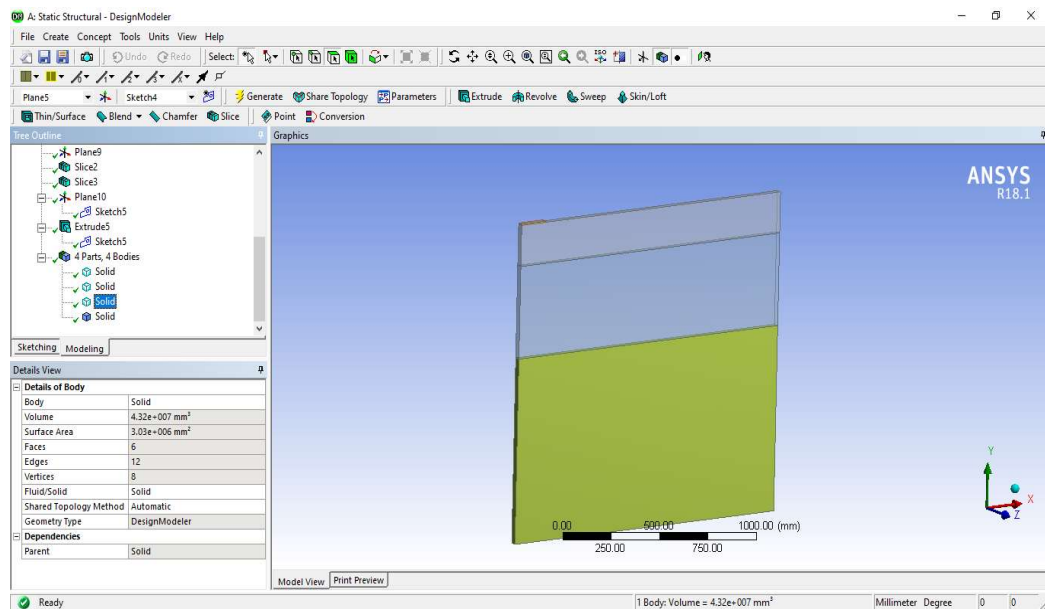 A: Static Structural - DesignModeler
File Create Concept Tools Units View Help
Undo Redo Select:
Plane5 Sketch4 Generate Share Topology Parameters Extrude Revolve Sweep Skin/Loft
Thin/Surface Blend Chamfer Slice Point Conversion
Tree Outline
Plane9
Slice2
Slice3
Plane10
Sketch5
Extrude5
Sketch5
4 Parts, 4 Bodies
Solid
Solid
Solid
Solid
Sketching Modeling
Details View
Details of Body
Body Solid
Volume 4.32e+007 mm³
Surface Area 3.03e+006 mm²
Faces 6
Edges 12
Vertices 8
Fluid/Solid Solid
Shared Topology Method Automatic
Geometry Type DesignModeler
Dependencies
Parent Solid
Graphics
ANSYS
R18.1
Y
X
Z
0.00 500.00 1000.00 (mm)
250.00 750.00
Model View Print Preview
Ready 1 Body: Volume = 4.32e+007 mm³ Millimeter Degree 0 0